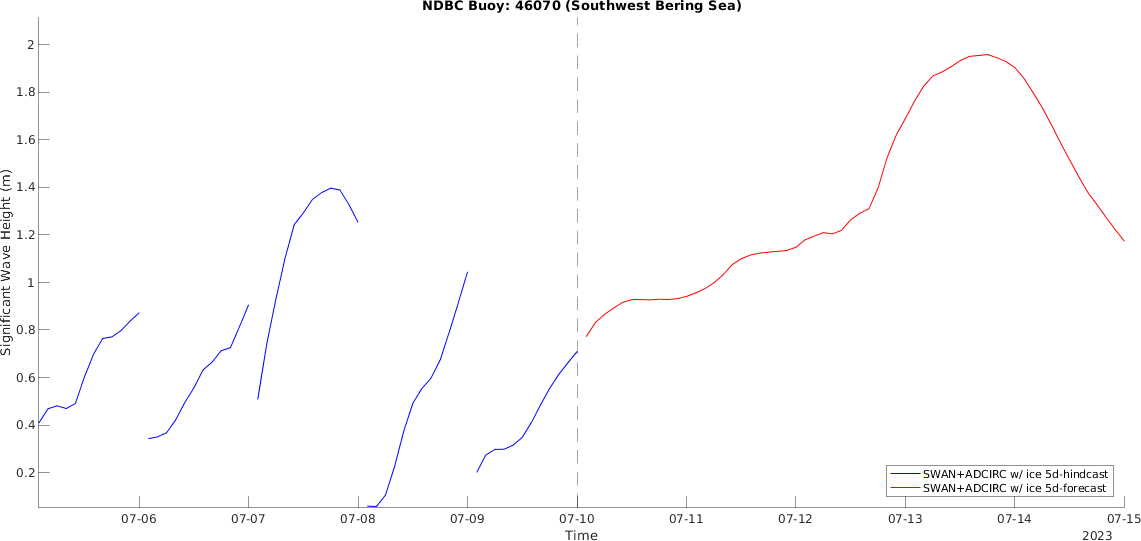 NDBC Buoy: 46070 (Southwest Bering Sea)
Significant Wave Height (m)
2
1.8
1.6
1.4
1.2
1
0.8
0.6
0.4
0.2
SWAN+ADCIRC w/ ice 5d-hindcast
SWAN+ADCIRC w/ ice 5d-forecast
07-06 07-07 07-08 07-09 07-10 07-11 07-12 07-13 07-14 07-15
Time
2023